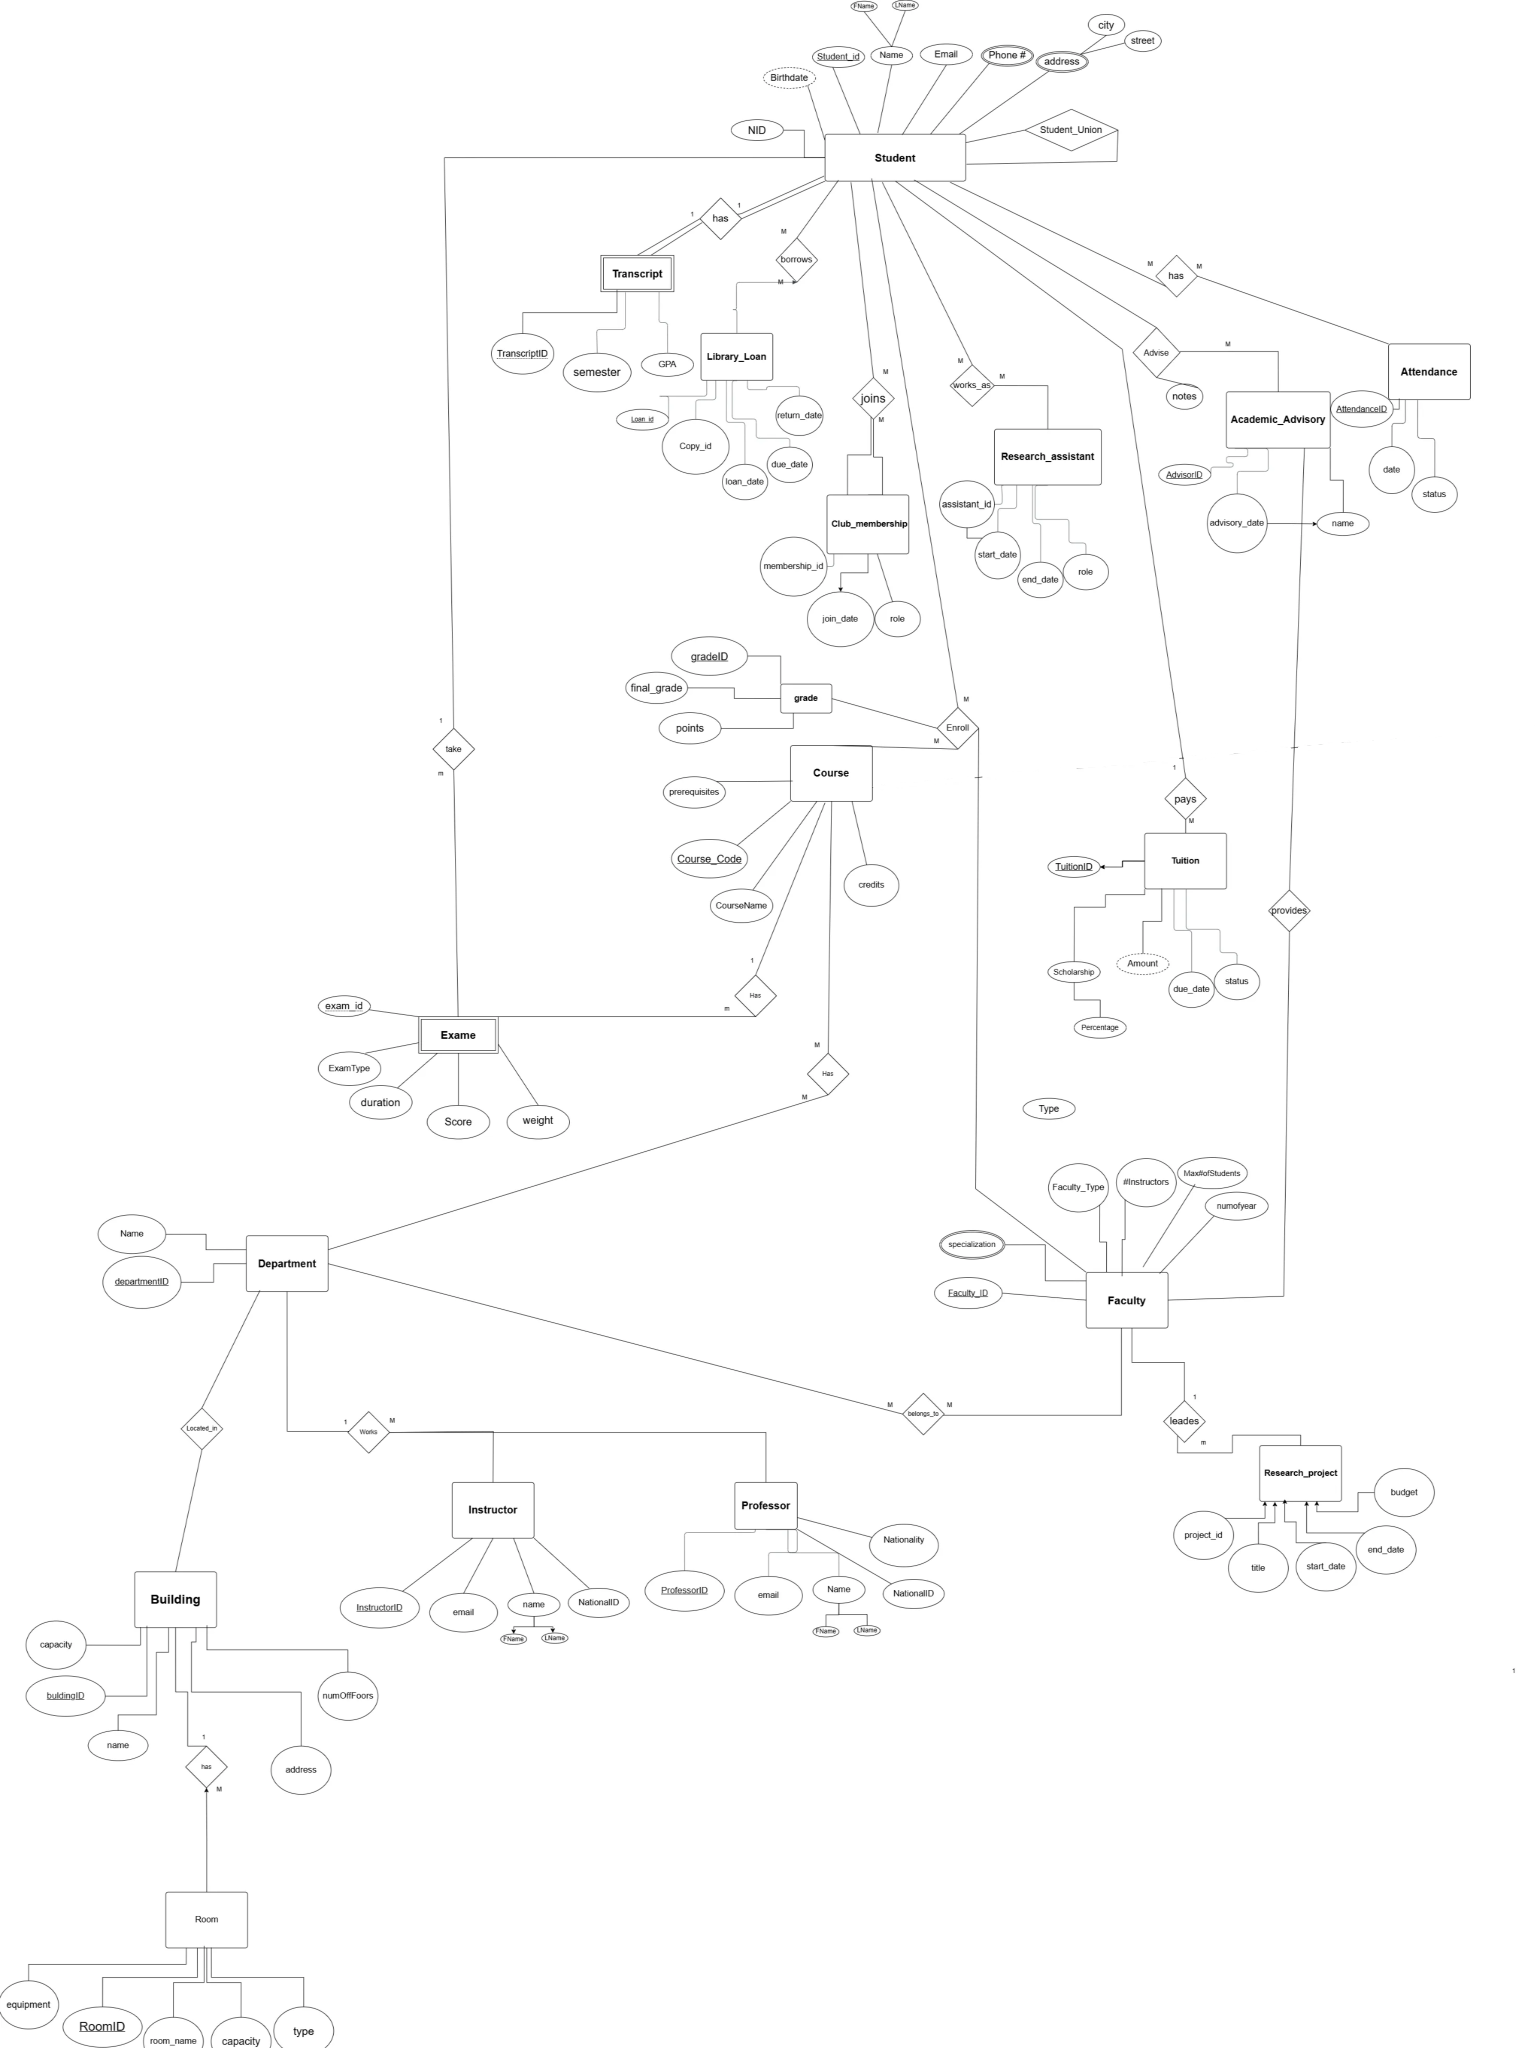 FName
LName
city
street
Student_id
Name
Email
Phone #
address
Birthdate
NID
Student_Union
Student
1
has
1
M
borrows
M
M
has
M
Transcript
TranscriptID
semester
GPA
Library_Loan
Loan_id
Copy_id
loan_date
due_date
return_date
M
joins
M
M
works_as
M
Advise
M
notes
Attendance
AttendanceID
date
status
Academic_Advisory
AdvisorID
advisory_date
name
Research_assistant
assistant_id
start_date
end_date
role
Club_membership
membership_id
join_date
role
gradeID
final_grade
points
grade
M
Enroll
M
1
take
m
Course
prerequisites
Course_Code
CourseName
credits
1
pays
M
Tuition
TuitionID
Scholarship
Percentage
Amount
due_date
status
provides
1
Has
m
exam_id
Exame
ExamType
duration
Score
weight
M
Has
M
Type
Faculty_Type
#Instructors
Max#ofStudents
numofyear
specialization
Faculty_ID
Faculty
Name
departmentID
Department
Located_in
1
Works
M
M
belongs_to
M
1
leades
m
Research_project
project_id
title
start_date
end_date
budget
Instructor
InstructorID
email
name
FName
LName
NationalID
Professor
ProfessorID
email
Name
FName
LName
NationalID
Nationality
Building
capacity
buldingID
name
numOffFoors
address
1
has
M
1
Room
equipment
RoomID
room_name
capacity
type